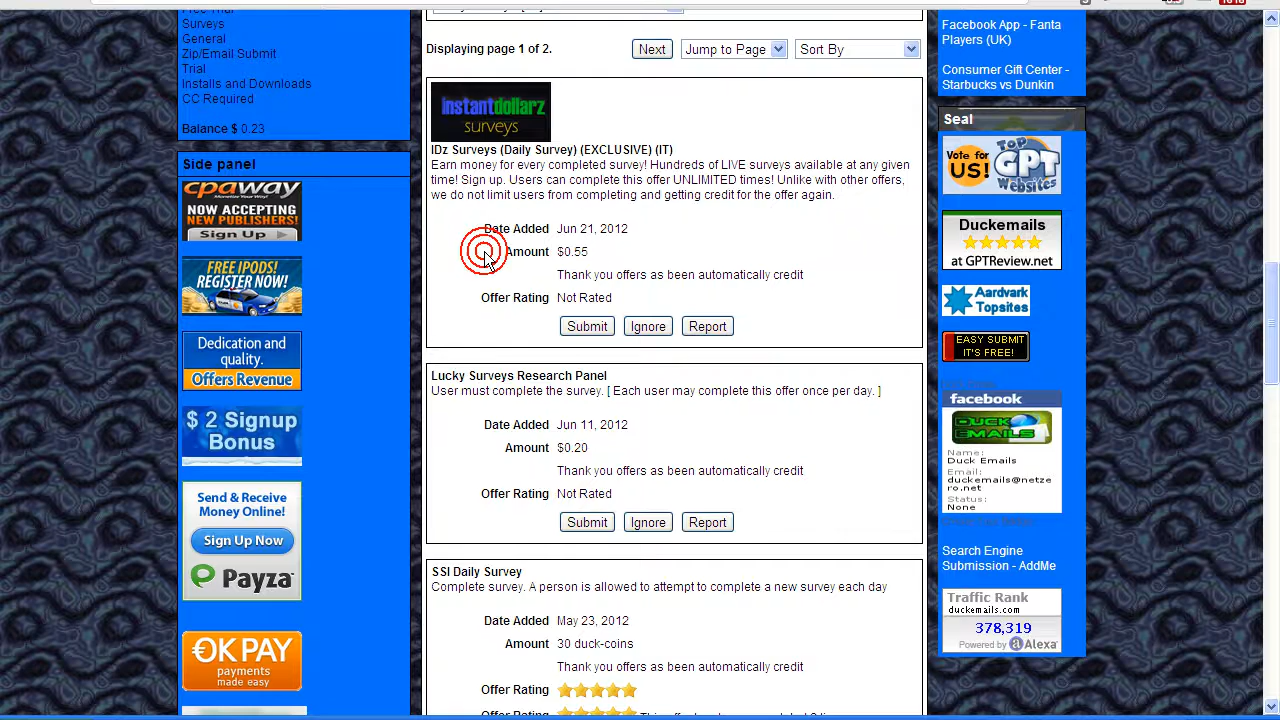 Surveys
General
Zip/Email Submit
Trial
Installs and Downloads
CC Required
Balance $ 0.23
Side panel
cpaway
NOW ACCEPTING
NEW PUBLISHERS!
Sign Up
FREE IPODS!
REGISTER NOW!
Dedication and
quality.
Offers Revenue
$ 2 Signup
Bonus
Send & Receive
Money Online!
Sign Up Now
Payza
OKPAY
payments
made easy
Displaying page 1 of 2.
Next
Jump to Page
Sort By
instantdollarz
surveys
IDz Surveys (Daily Survey) (EXCLUSIVE) (IT)
Earn money for every completed survey! Hundreds of LIVE surveys available at any given
time! Sign up. Users can complete this offer UNLIMITED times! Unlike with other offers,
we do not limit users from completing and getting credit for the offer again.
Date Added Jun 21, 2012
Amount $0.55
Thank you offers as been automatically credit
Offer Rating Not Rated
Submit Ignore Report
Lucky Surveys Research Panel
User must complete the survey. [ Each user may complete this offer once per day. ]
Date Added Jun 11, 2012
Amount $0.20
Thank you offers as been automatically credit
Offer Rating Not Rated
Submit Ignore Report
SSI Daily Survey
Complete survey. A person is allowed to attempt to complete a new survey each day
Date Added May 23, 2012
Amount 30 duck-coins
Thank you offers as been automatically credit
Offer Rating
Facebook App - Fanta
Players (UK)
Consumer Gift Center -
Starbucks vs Dunkin
Seal
Vote for
US!
TOP
GPT
Websites
Duckemails
at GPTReview.net
Aardvark
Topsites
EASY SUBMIT
IT'S FREE!
facebook
DUCK EMAILS
Name:
Duck Emails
Email:
duckemails@netze
ro.net
Status:
None
Search Engine
Submission - AddMe
Traffic Rank
duckemails.com
378,319
Powered by Alexa